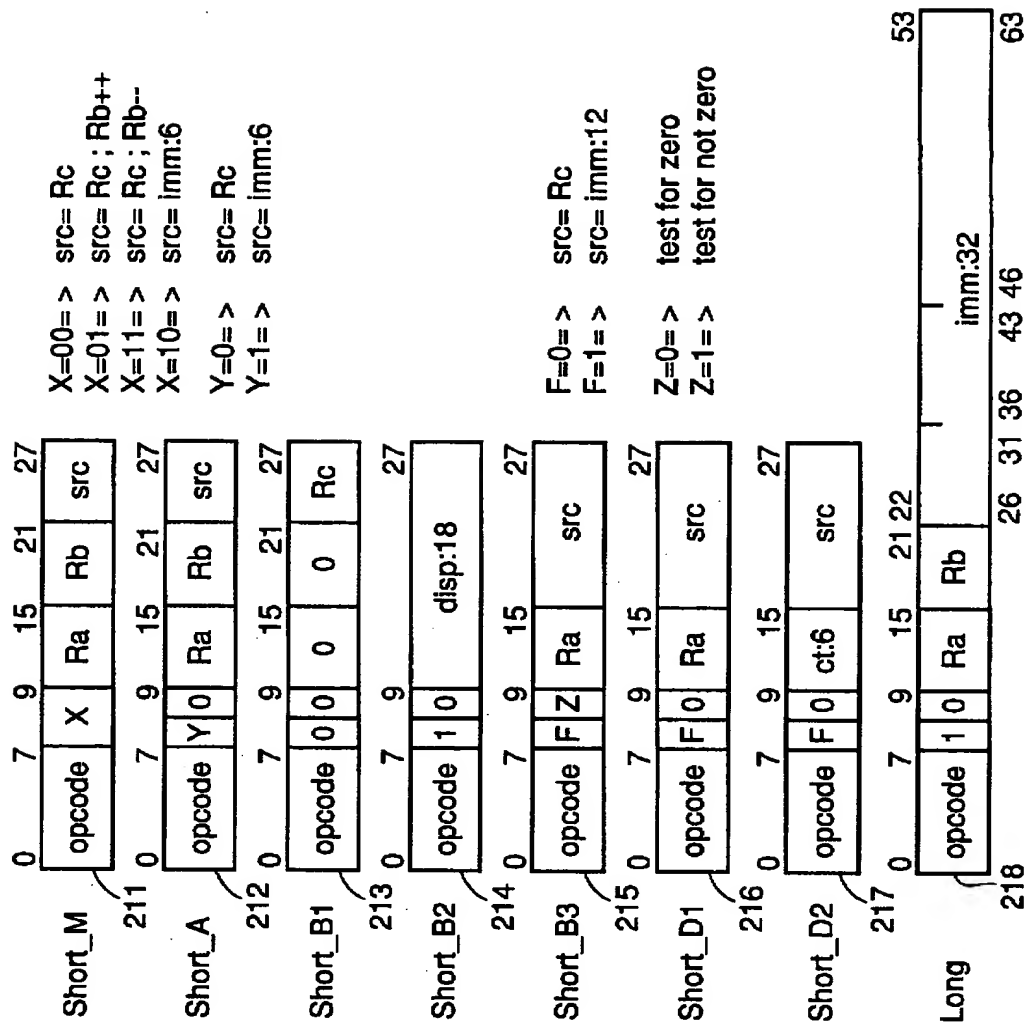 0 7 9 15 21 27
Short_M opcode X Ra Rb src
211
X=00= > src= Rc
X=01= > src= Rc ; Rb++
X=11= > src= Rc ; Rb--
X=10= > src= imm:6
0 7 9 15 21 27
Short_A opcode Y 0 Ra Rb src
212
Y=0= > src= Rc
Y=1= > src= imm:6
0 7 9 15 21 27
Short_B1 opcode 0 0 0 0 Rc
213
0 7 9 27
Short_B2 opcode 1 0 disp:18
214
0 7 9 15 27
Short_B3 opcode F Z Ra src
215
F=0= > src= Rc
F=1= > src= imm:12
0 7 9 15 27
Short_D1 opcode F 0 Ra src
216
Z=0= > test for zero
Z=1= > test for not zero
0 7 9 15 27
Short_D2 opcode F 0 ct:6 src
217
0 7 9 15 21 22 53
Long opcode 1 0 Ra Rb imm:32
218
26 31 36 43 46 63